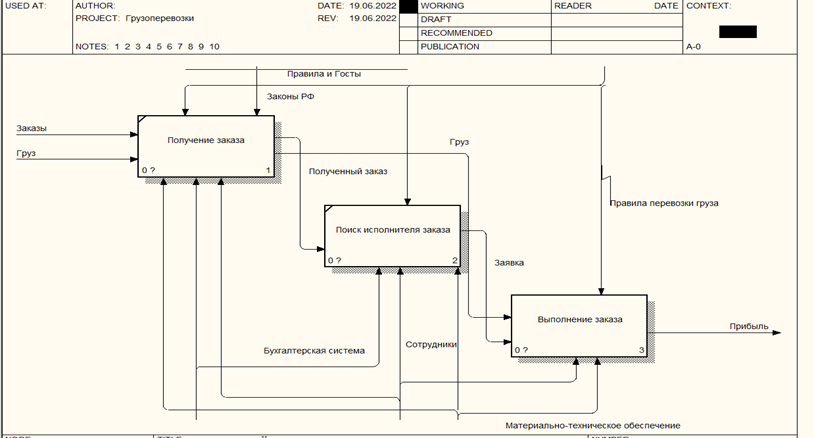 USED AT:
AUTHOR:
DATE: 19.06.2022
WORKING
READER
DATE
CONTEXT:
PROJECT: Грузоперевозки
REV: 19.06.2022
DRAFT
RECOMMENDED
NOTES: 1 2 3 4 5 6 7 8 9 10
PUBLICATION
A-0
Правила и Госты
Законы РФ
Заказы
Получение заказа
Груз
Груз
0 ?
1
Полученный заказ
Правила перевозки груза
Поиск исполнителя заказа
0 ?
2
Заявка
Выполнение заказа
Прибыль
Сотрудники
Бухгалтерская система
0 ?
3
Материально-техническое обеспечение